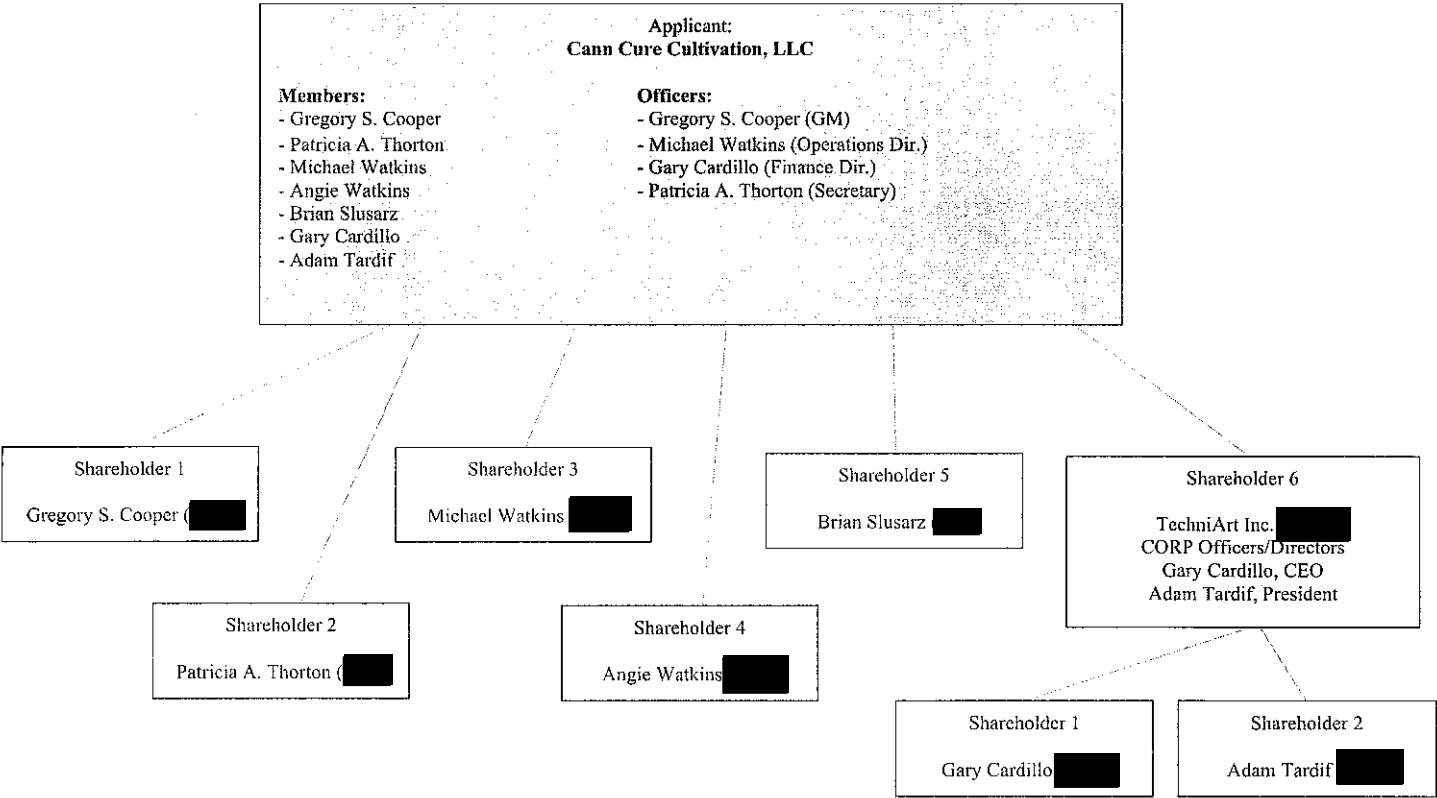 Applicant:
Cann Cure Cultivation, LLC
Members:
- Gregory S. Cooper
- Patricia A. Thorton
- Michael Watkins
- Angie Watkins
- Brian Slusarz
- Gary Cardillo
- Adam Tardif
Officers:
- Gregory S. Cooper (GM)
- Michael Watkins (Operations Dir.)
- Gary Cardillo (Finance Dir.)
- Patricia A. Thorton (Secretary)
Shareholder 1
Gregory S. Cooper (
Shareholder 2
Patricia A. Thorton (
Shareholder 3
Michael Watkins
Shareholder 4
Angie Watkins
Shareholder 5
Brian Slusarz
Shareholder 6
TechniArt Inc.
CORP Officers/Directors
Gary Cardillo, CEO
Adam Tardif, President
Shareholder 1
Gary Cardillo
Shareholder 2
Adam Tardif